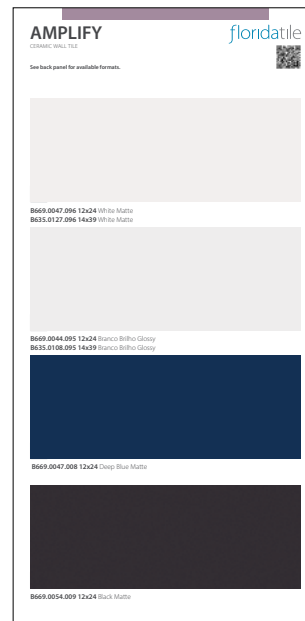 AMPLIFY
floridatile
CERAMIC WALL TILE
See back panel for available formats.
B669.0047.096 12x24 White Matte
B635.0127.096 14x39 White Matte
B669.0044.095 12x24 Branco Brilho Glossy
B635.0108.095 14x39 Branco Brilho Glossy
B669.0047.008 12x24 Deep Blue Matte
B669.0054.009 12x24 Black Matte